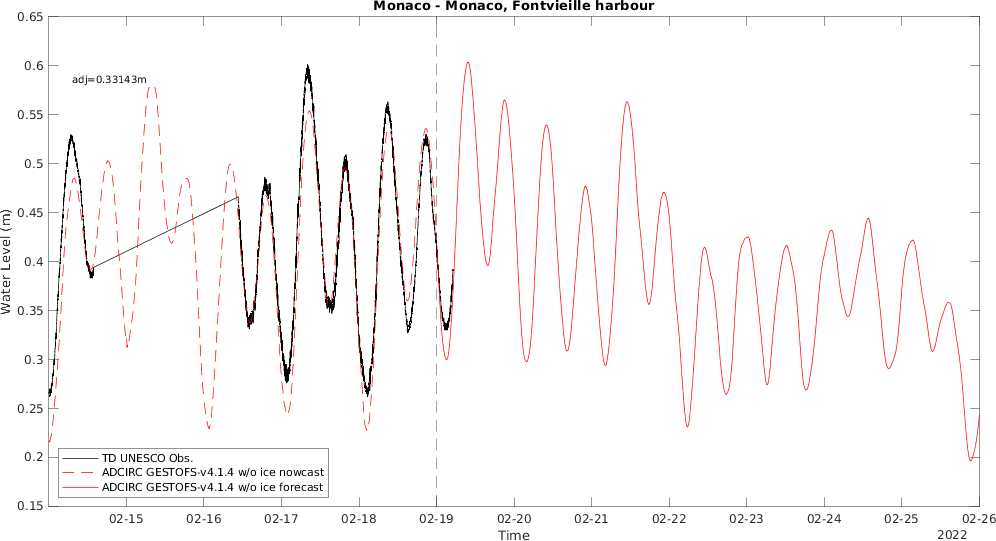 Monaco - Monaco, Fontvieille harbour
0.65
0.6
0.55
0.5
0.45
0.4
0.35
0.3
0.25
0.2
0.15
Water Level (m)
adj=0.33143m
TD UNESCO Obs.
ADCIRC GESTOFS-v4.1.4 w/o ice nowcast
ADCIRC GESTOFS-v4.1.4 w/o ice forecast
02-15 02-16 02-17 02-18 02-19 02-20 02-21 02-22 02-23 02-24 02-25 02-26
Time
2022